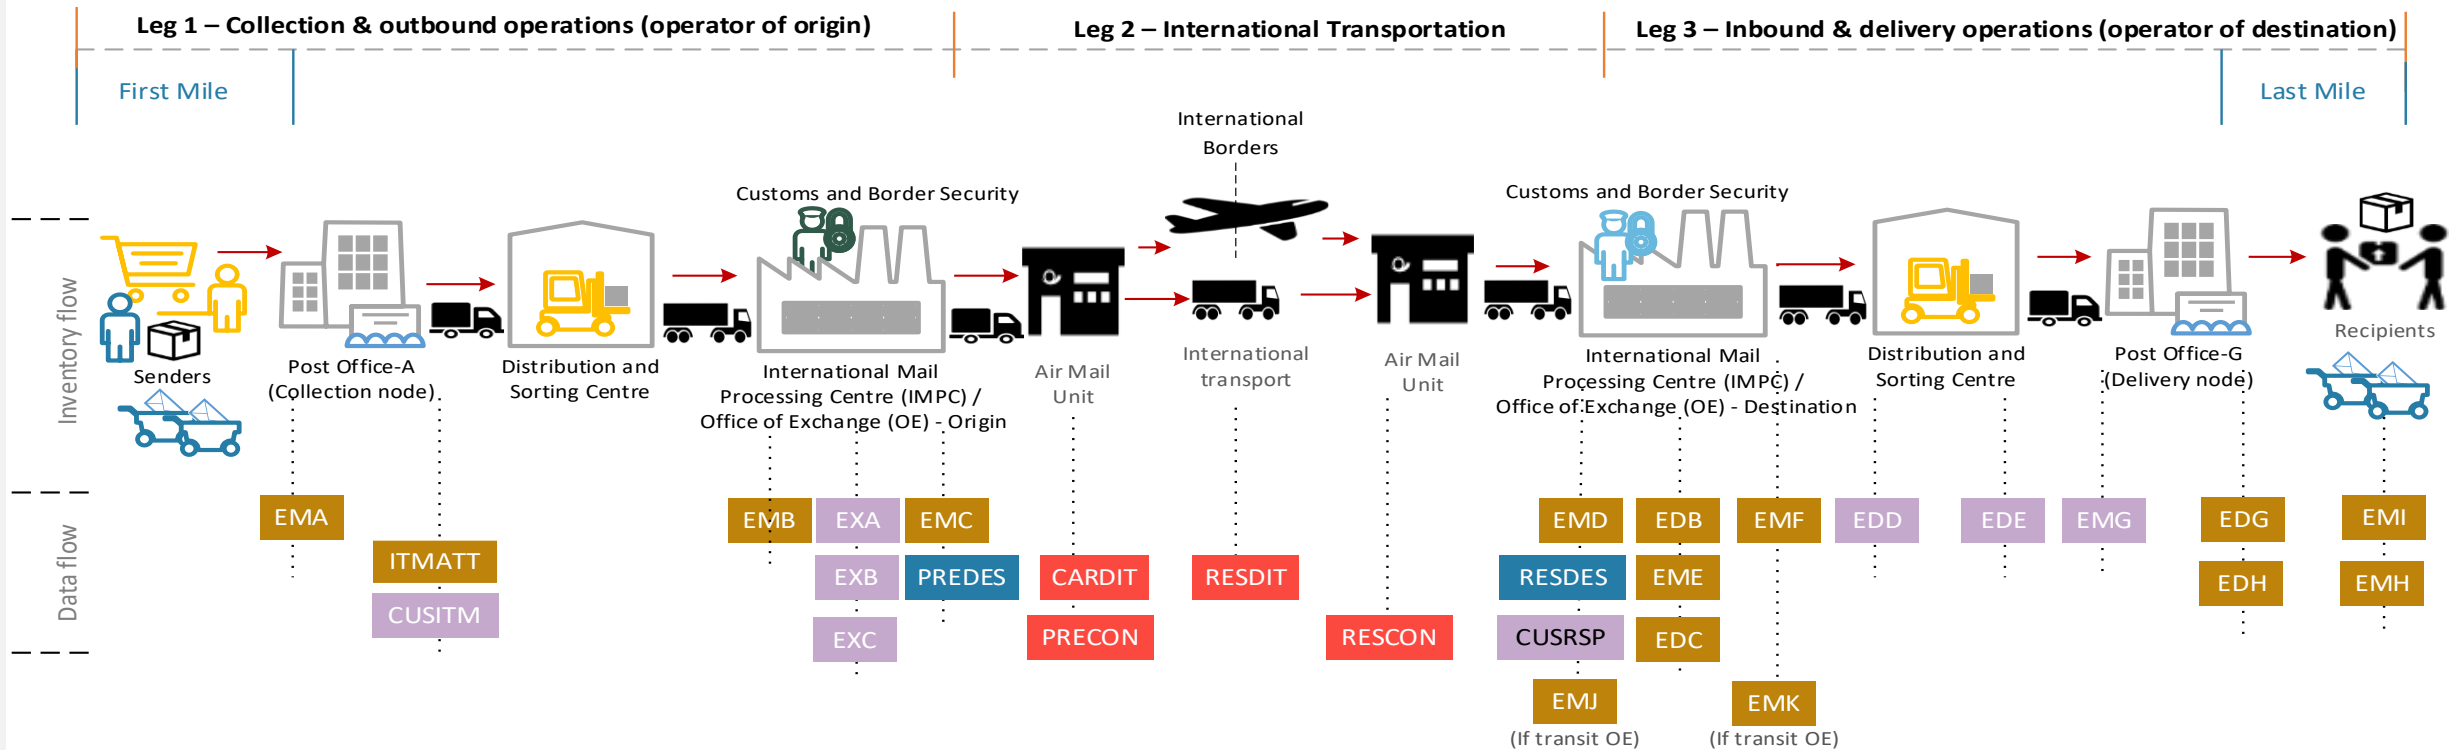 Leg 1 – Collection & outbound operations (operator of origin)
Leg 2 – International Transportation
Leg 3 – Inbound & delivery operations (operator of destination)
First Mile
Last Mile
International
Borders
Customs and Border Security
Customs and Border Security
Inventory flow
Senders
Post Office-A
(Collection node)
Distribution and
Sorting Centre
International Mail
Processing Centre (IMPC) /
Office of Exchange (OE) - Origin
Air Mail
Unit
International
transport
Air Mail
Unit
International Mail
Processing Centre (IMPC) /
Office of Exchange (OE) - Destination
Distribution and
Sorting Centre
Post Office-G
(Delivery node)
Recipients
Data flow
EMA
ITMATT
CUSITM
EMB
EXA
EMC
EXB
PREDES
EXC
CARDIT
PRECON
RESDIT
RESCON
EMD
EDB
EMF
RESDES
EME
CUSRSP
EDC
EMJ
(If transit OE)
EMK
(If transit OE)
EDD
EDE
EMG
EDG
EDH
EMI
EMH